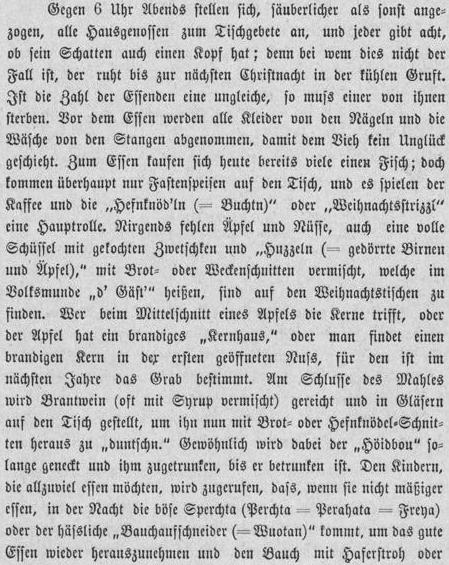 Gegen 6 Uhr Abends stellen sich, säuberlicher als sonst ange-
zogen, alle Hausgenossen zum Tischgebete an, und jeder gibt acht,
ob sein Schatten auch einen Kopf hat; denn bei wem dies nicht der
Fall ist, der ruht bis zur nächsten Christnacht in der kühlen Gruft.
Ist die Zahl der Essenden eine ungleiche, so muss einer von ihnen
sterben. Vor dem Essen werden alle Kleider von den Nägeln und die
Wäsche von den Stangen abgenommen, damit dem Vieh kein Unglück
geschieht. Zum Essen kaufen sich heute bereits viele einen Fisch; doch
kommen überhaupt nur Fastenspeisen auf den Tisch, und es spielen der
Kaffee und die „Hefnknöd'ln (= Buchtn)" oder „Weihnachtsstrizzl"
eine Hauptrolle. Nirgends fehlen Äpfel und Nüsse, auch eine volle
Schüssel mit gekochten Zwetschken und „Huzzeln (= gedörrte Birnen
und Äpfel)," mit Brot- oder Weckenschnitten vermischt, welche im
Volksmunde „d' Gäst'" heißen, sind auf den Weihnachtstischen zu
finden. Wer beim Mittelschnitt eines Apfels die Kerne trifft, oder
der Apfel hat ein brandiges „Kernhaus," oder man findet einen
brandigen Kern in der ersten geöffneten Nuss, für den ist im
nächsten Jahre das Grab bestimmt. Am Schlusse des Mahles
wird Brantwein (oft mit Syrup vermischt) gereicht und in Gläsern
auf den Tisch gestellt, um ihn nun mit Brot- oder Hefnknödel-Schnit-
ten heraus zu „duntschn." Gewöhnlich wird dabei der „Höidbou" so-
lange geneckt und ihm zugetrunken, bis er betrunken ist. Den Kindern,
die allzuviel essen möchten, wird zugerufen, dass, wenn sie nicht mäßiger
essen, in der Nacht die böse Sperchta (Perchta = Perahata = Freya)
oder der hässliche „Bauchaufschneider (= Wuotan)" kommt, um das gute
Essen wieder herauszunehmen und den Bauch mit Haferstroh oder